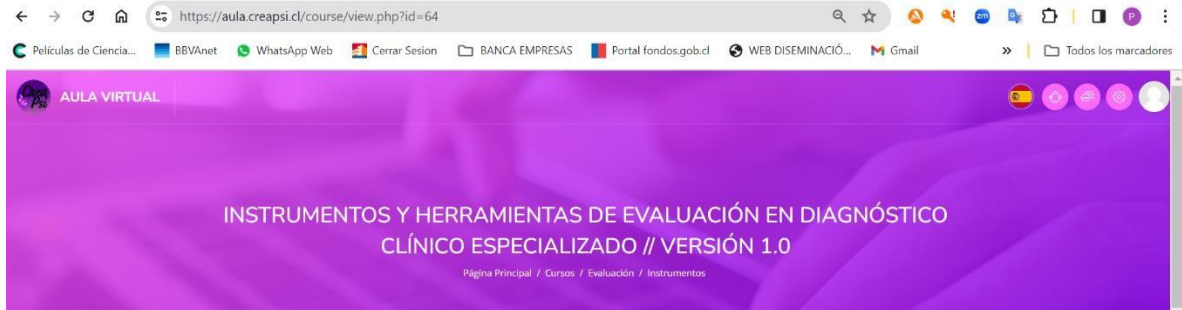 https://aula.creapsi.cl/course/view.php?id=64
Películas de Ciencia... BBVAnet WhatsApp Web Cerrar Sesion BANCA EMPRESAS Portal fondos.gob.cl WEB DISEMINACIÓ... Gmail » Todos los marcadores
Crea Psi AULA VIRTUAL
INSTRUMENTOS Y HERRAMIENTAS DE EVALUACIÓN EN DIAGNÓSTICO
CLÍNICO ESPECIALIZADO // VERSIÓN 1.0
Página Principal / Cursos / Evaluación / Instrumentos